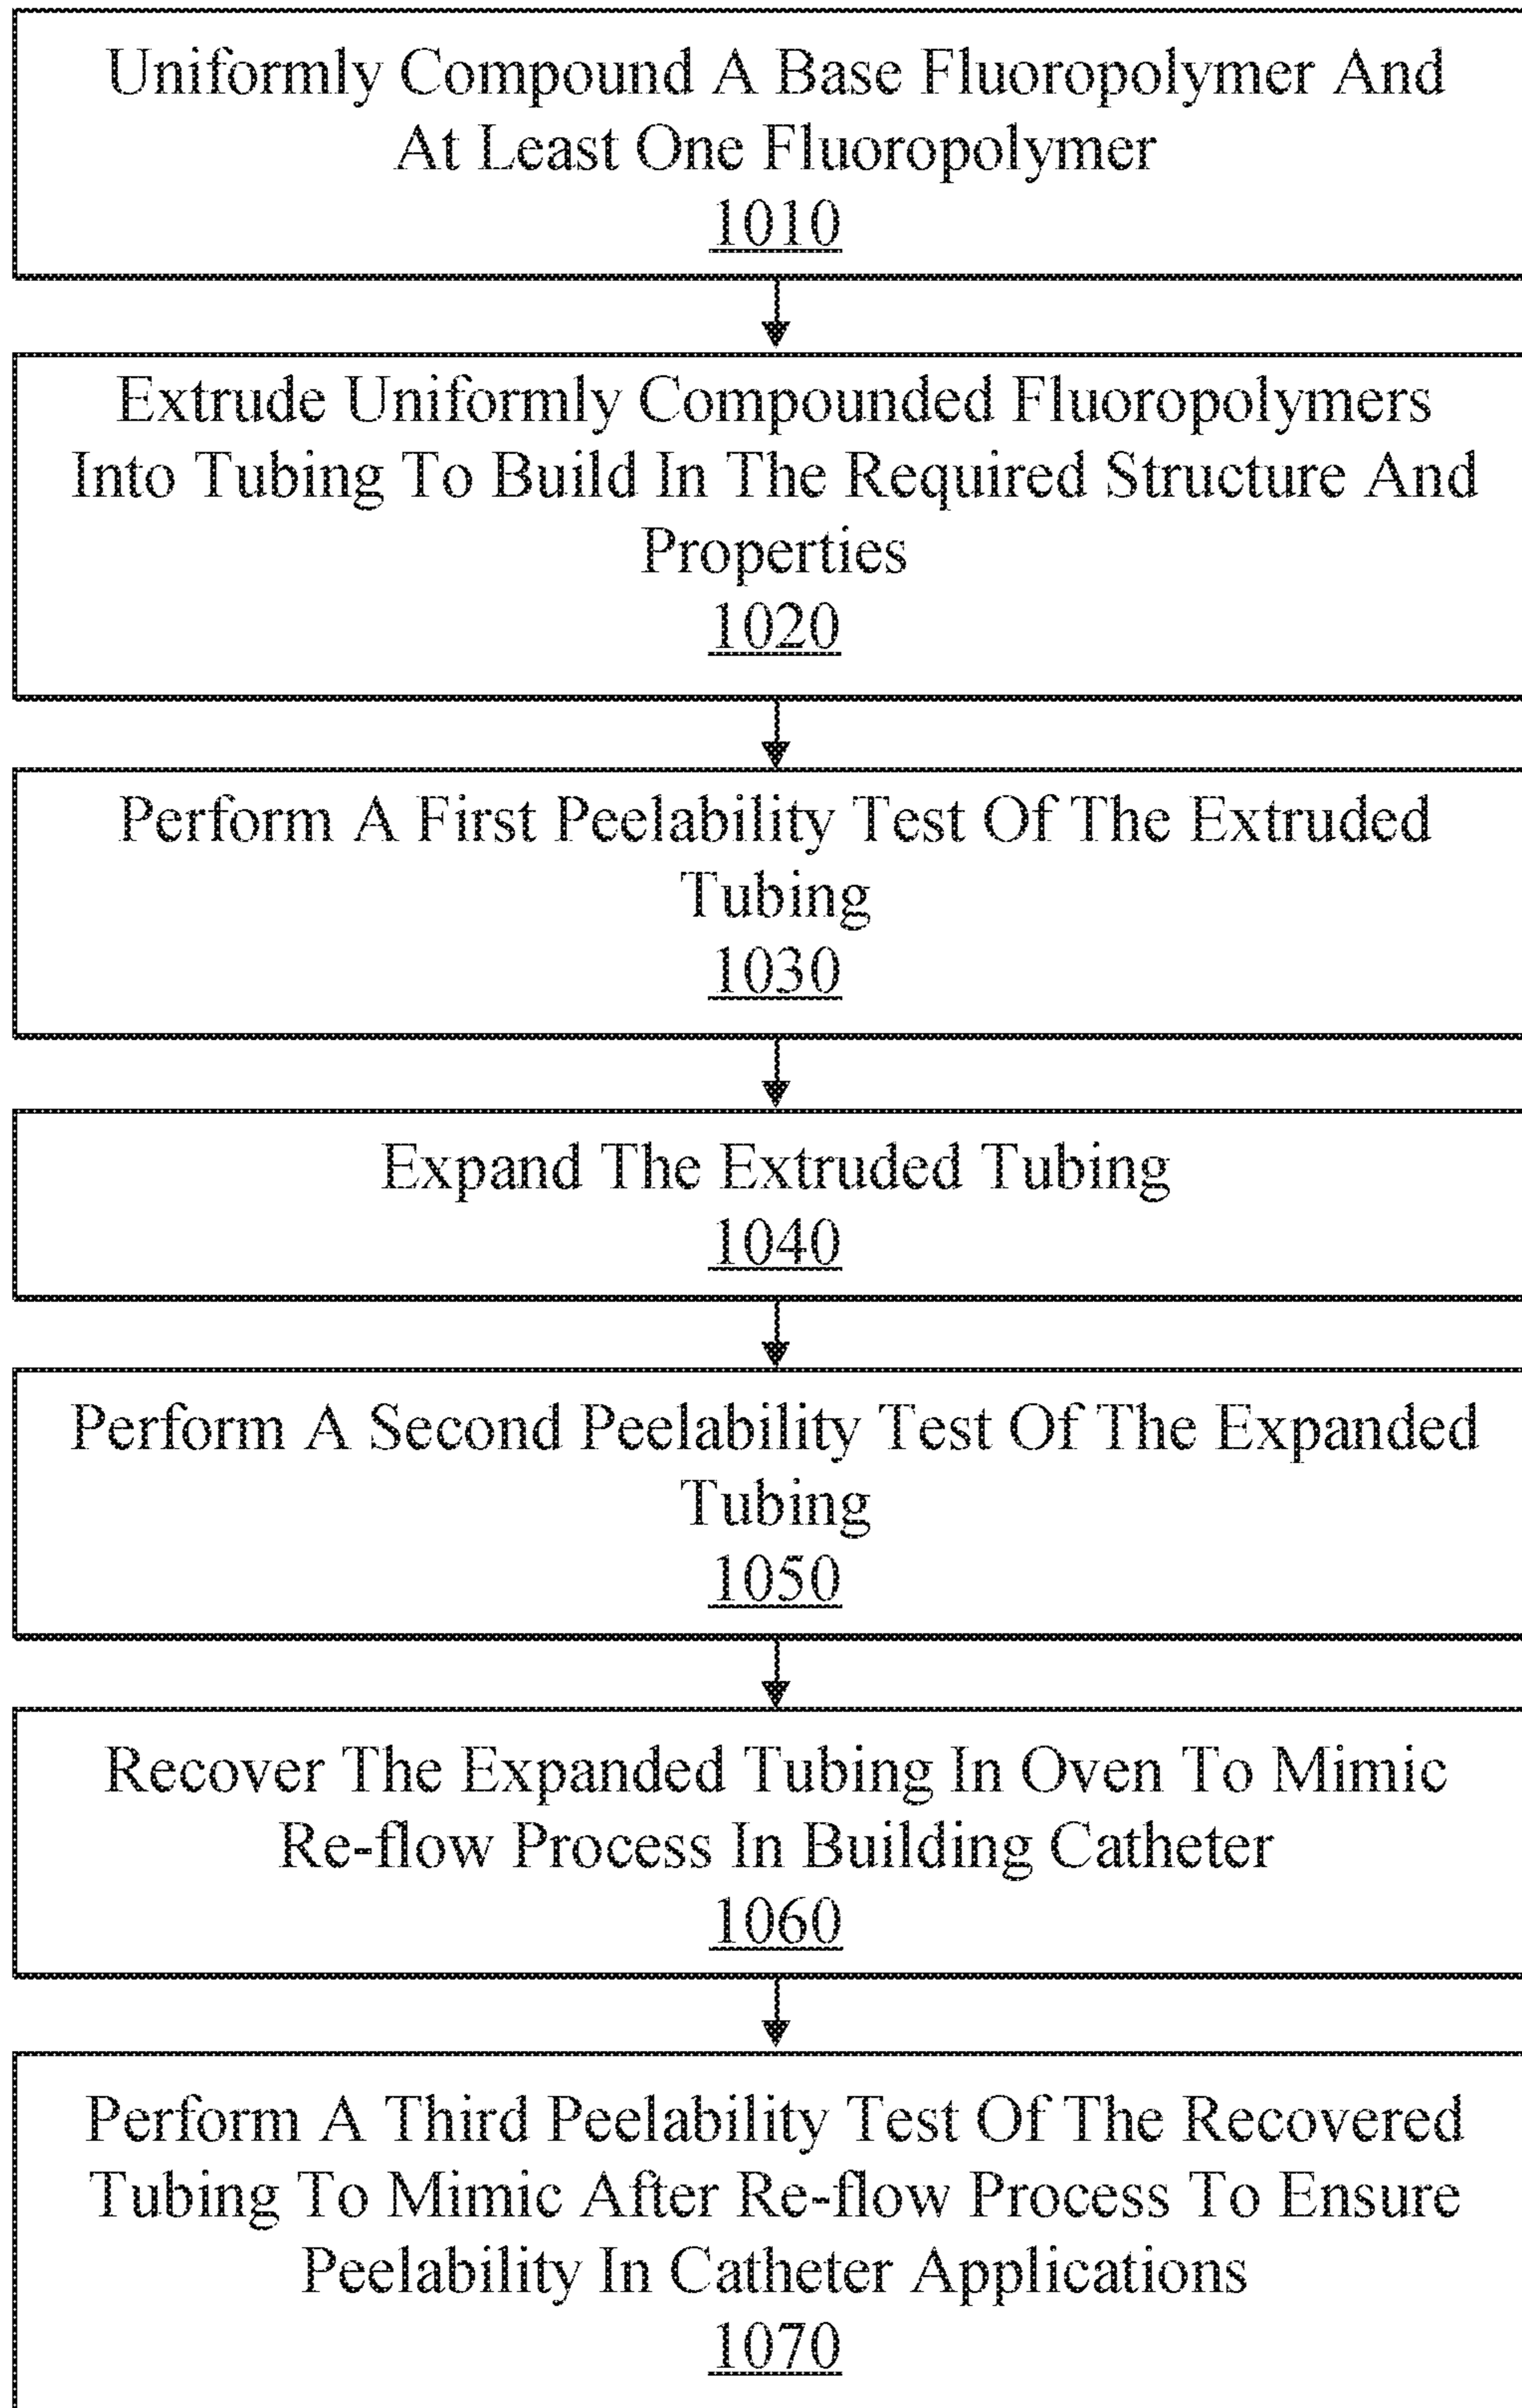 Uniformly Compound A Base Fluoropolymer And
At Least One Fluoropolymer
1010
Extrude Uniformly Compounded Fluoropolymers
Into Tubing To Build In The Required Structure And
Properties
1020
Perform A First Peelability Test Of The Extruded
Tubing
1030
Expand The Extruded Tubing
1040
Perform A Second Peelability Test Of The Expanded
Tubing
1050
Recover The Expanded Tubing In Oven To Mimic
Re-flow Process In Building Catheter
1060
Perform A Third Peelability Test Of The Recovered
Tubing To Mimic After Re-flow Process To Ensure
Peelability In Catheter Applications
1070